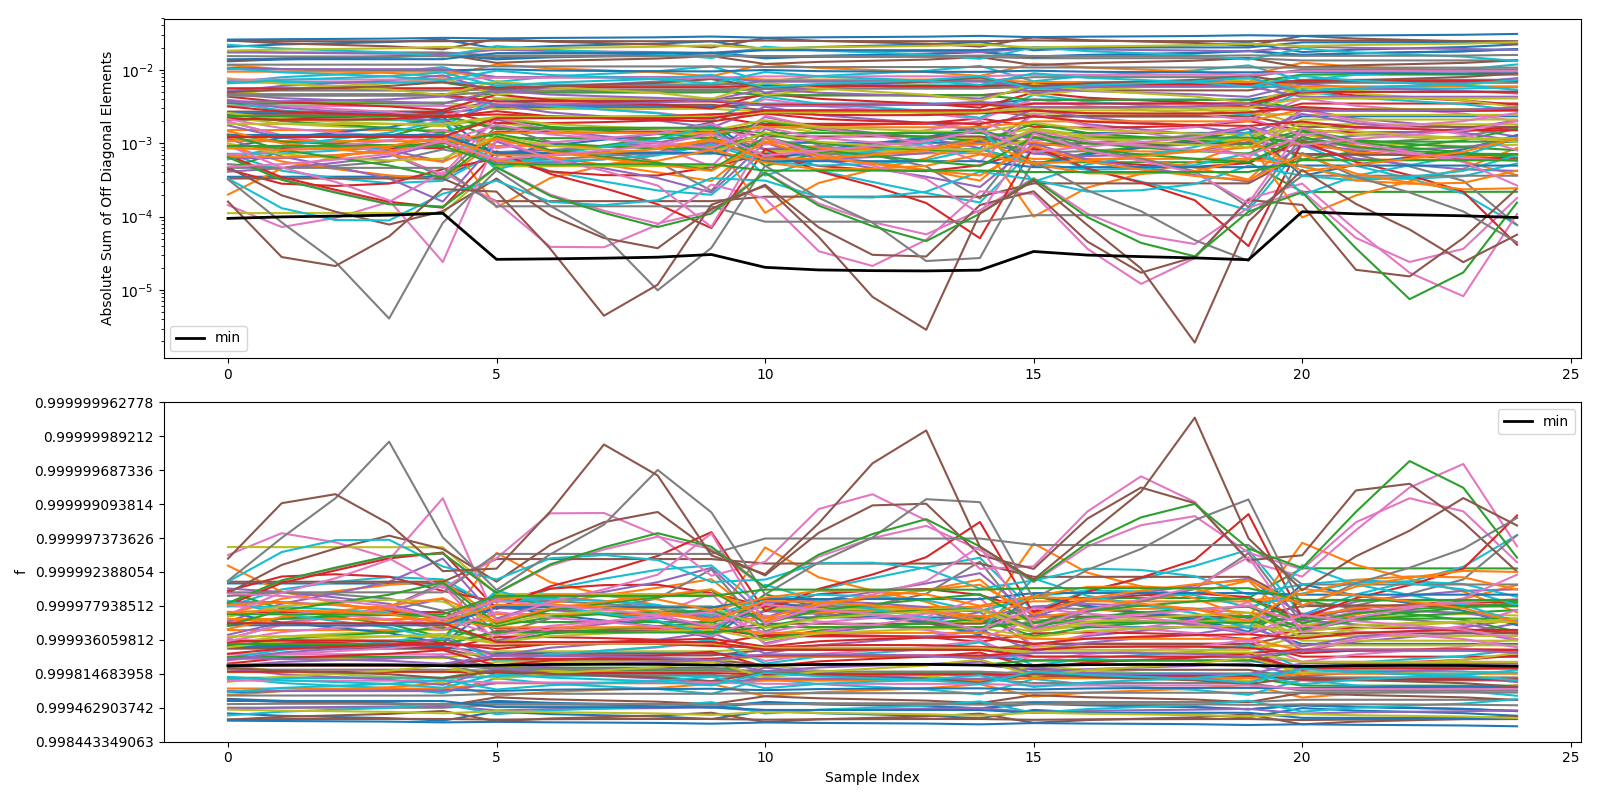 Absolute Sum of Off Diagonal Elements
10⁻²
10⁻³
10⁻⁴
10⁻⁵
min
0 5 10 15 20 25
f
0.999999962778
0.99999989212
0.999999687336
0.999999093814
0.999997373626
0.999992388054
0.999977938512
0.999936059812
0.999814683958
0.999462903742
0.998443349063
min
0 5 10 15 20 25
Sample Index